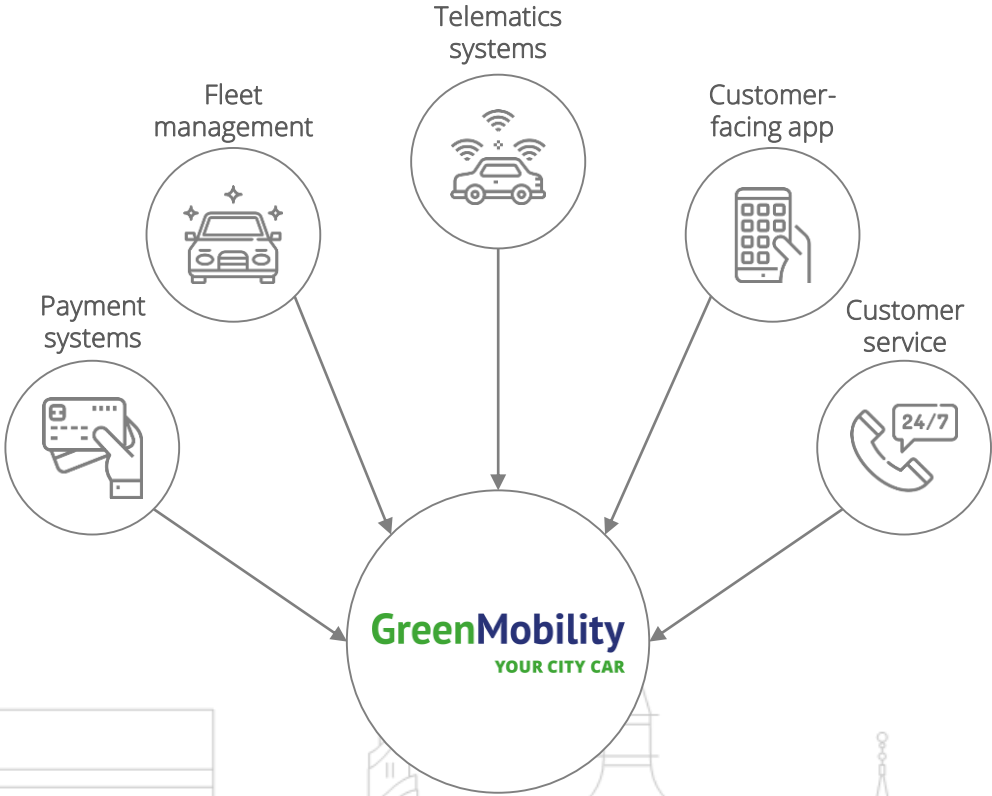 Telematics
systems
Fleet
management
Customer-
facing app
Payment
systems
Customer
service
24/7
GreenMobility
YOUR CITY CAR